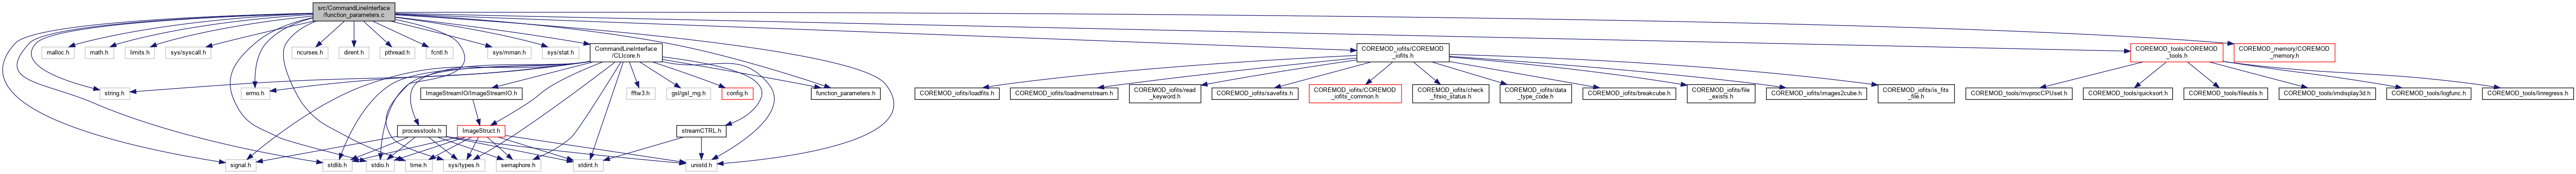 src/CommandLineInterface
/function_parameters.c
malloc.h
math.h
limits.h
sys/syscall.h
ncurses.h
dirent.h
pthread.h
fcntl.h
sys/mman.h
sys/stat.h
CommandLineInterface
/CLIcore.h
COREMOD_iofits/COREMOD
_iofits.h
COREMOD_tools/COREMOD
_tools.h
COREMOD_memory/COREMOD
_memory.h
string.h
errno.h
ImageStreamIO/ImageStreamIO.h
fftw3.h
gsl/gsl_rng.h
config.h
function_parameters.h
COREMOD_iofits/loadfits.h
COREMOD_iofits/loadmemstream.h
COREMOD_iofits/read
_keyword.h
COREMOD_iofits/savefits.h
COREMOD_iofits/COREMOD
_iofits_common.h
COREMOD_iofits/check
_fitsio_status.h
COREMOD_iofits/data
_type_code.h
COREMOD_iofits/breakcube.h
COREMOD_iofits/file
_exists.h
COREMOD_iofits/images2cube.h
COREMOD_iofits/is_fits
_file.h
COREMOD_tools/mvprocCPUset.h
COREMOD_tools/quicksort.h
COREMOD_tools/fileutils.h
COREMOD_tools/imdisplay3d.h
COREMOD_tools/logfunc.h
COREMOD_tools/linregress.h
processtools.h
ImageStruct.h
streamCTRL.h
signal.h
stdlib.h
stdio.h
time.h
sys/types.h
semaphore.h
stdint.h
unistd.h